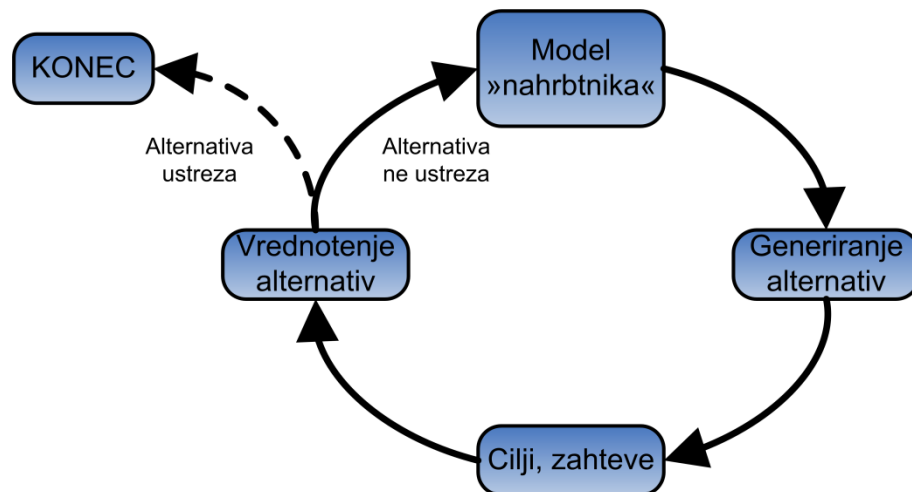 KONEC
Model
»nahrbtnika«
Alternativa
ustreza
Alternativa
ne ustreza
Vrednotenje
alternativ
Generiranje
alternativ
Cilji, zahteve